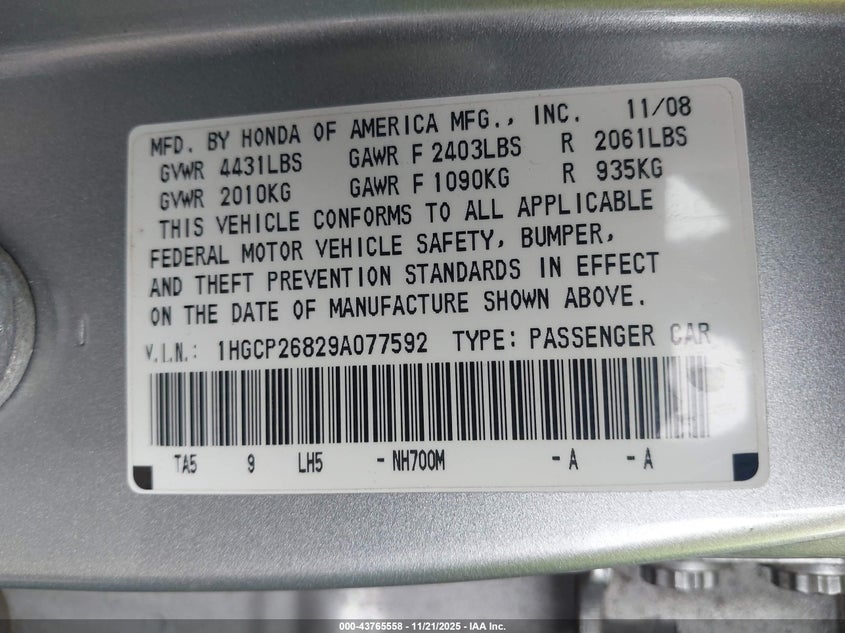 MFD. BY HONDA OF AMERICA MFG., INC. 11/08
GVWR 4431LBS GAWR F 2403LBS R 2061LBS
GVWR 2010KG GAWR F 1090KG R 935KG
THIS VEHICLE CONFORMS TO ALL APPLICABLE
FEDERAL MOTOR VEHICLE SAFETY, BUMPER,
AND THEFT PREVENTION STANDARDS IN EFFECT
ON THE DATE OF MANUFACTURE SHOWN ABOVE.
V.I.N.: 1HGCP26829A077592 TYPE: PASSENGER CAR
TA5 9 LH5 - NH700M - A - A
000-43765558 - 11/21/2025 - IAA Inc.